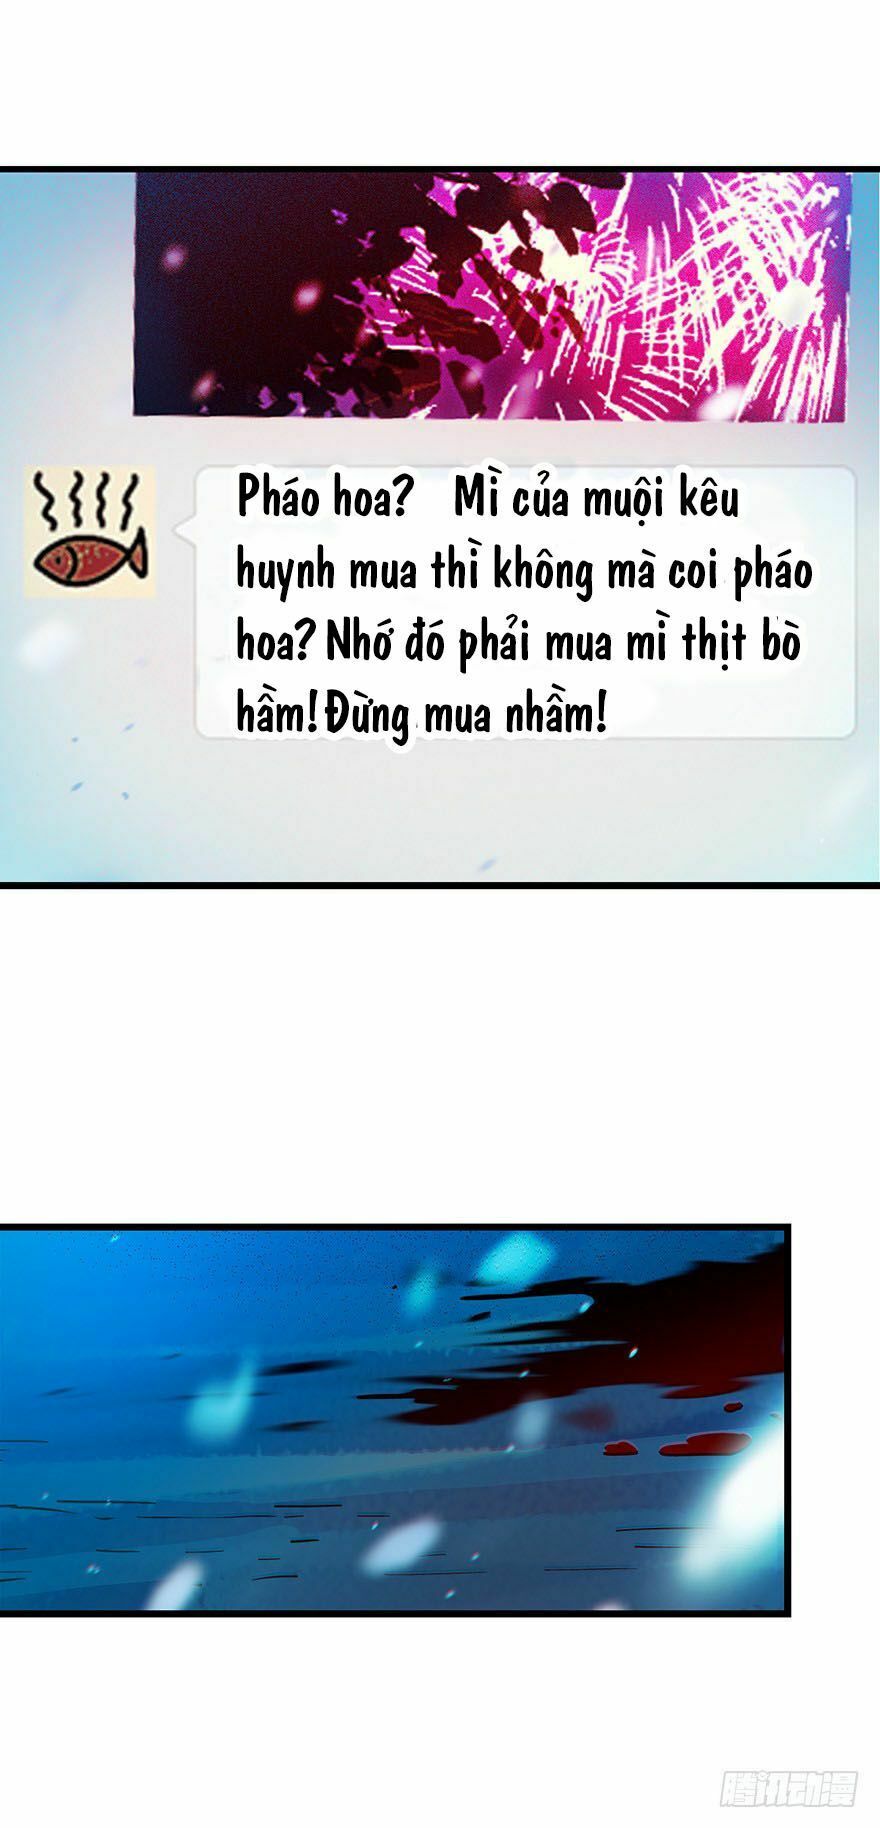 Pháo hoa? Mì của muội kêu
huynh mua thì không mà coi pháo
hoa? Nhớ đó phải mua mì thịt bò
hầm! Đừng mua nhầm!
腾讯动漫